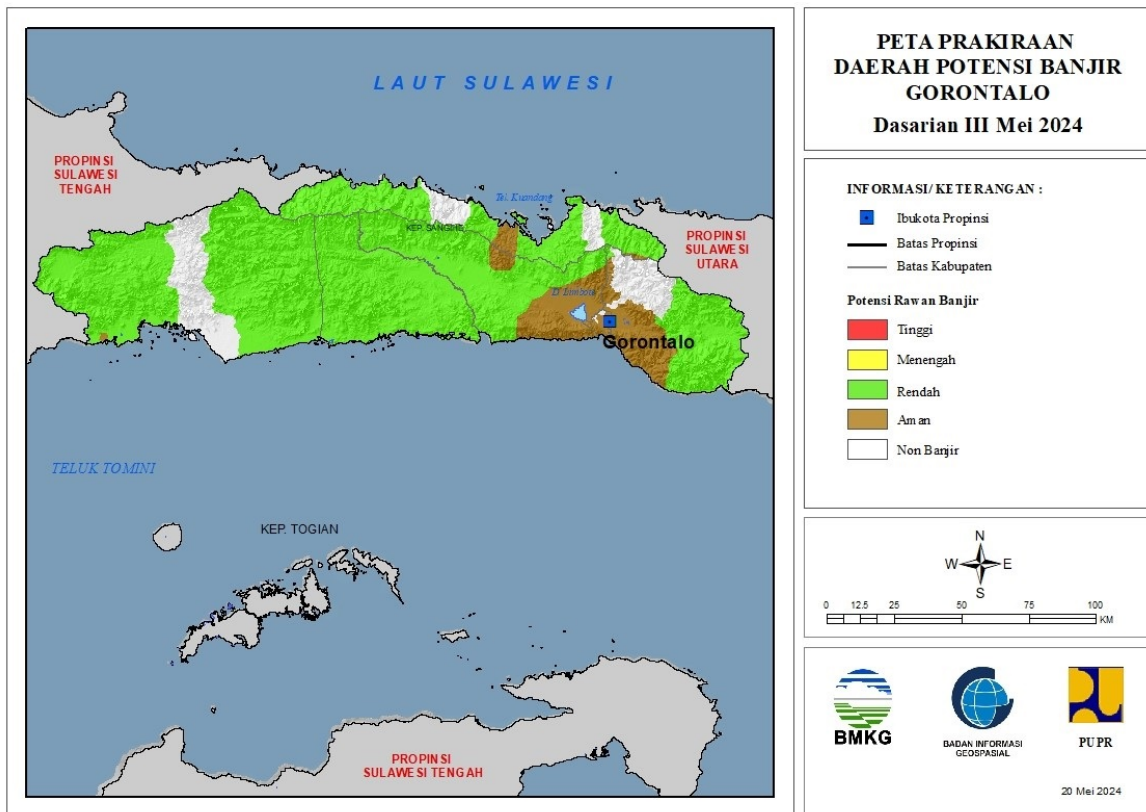 LAUT SULAWESI
PROPINSI
SULAWESI
TENGAH
Tel. Kuandang
KEP. SANGIHE
PROPINSI
SULAWESI
UTARA
D. Limboto
Gorontalo
TELUK TOMINI
KEP. TOGIAN
PROPINSI
SULAWESI TENGAH
PETA PRAKIRAAN
DAERAH POTENSI BANJIR
GORONTALO
Dasarian III Mei 2024
INFORMASI/ KETERANGAN :
Ibukota Propinsi
Batas Propinsi
Batas Kabupaten
Potensi Rawan Banjir
Tinggi
Menengah
Rendah
Aman
Non Banjir
N
W E
S
0 12.5 25 50 75 100
KM
BMKG
BADAN INFORMASI
GEOSPASIAL
PUPR
20 Mei 2024